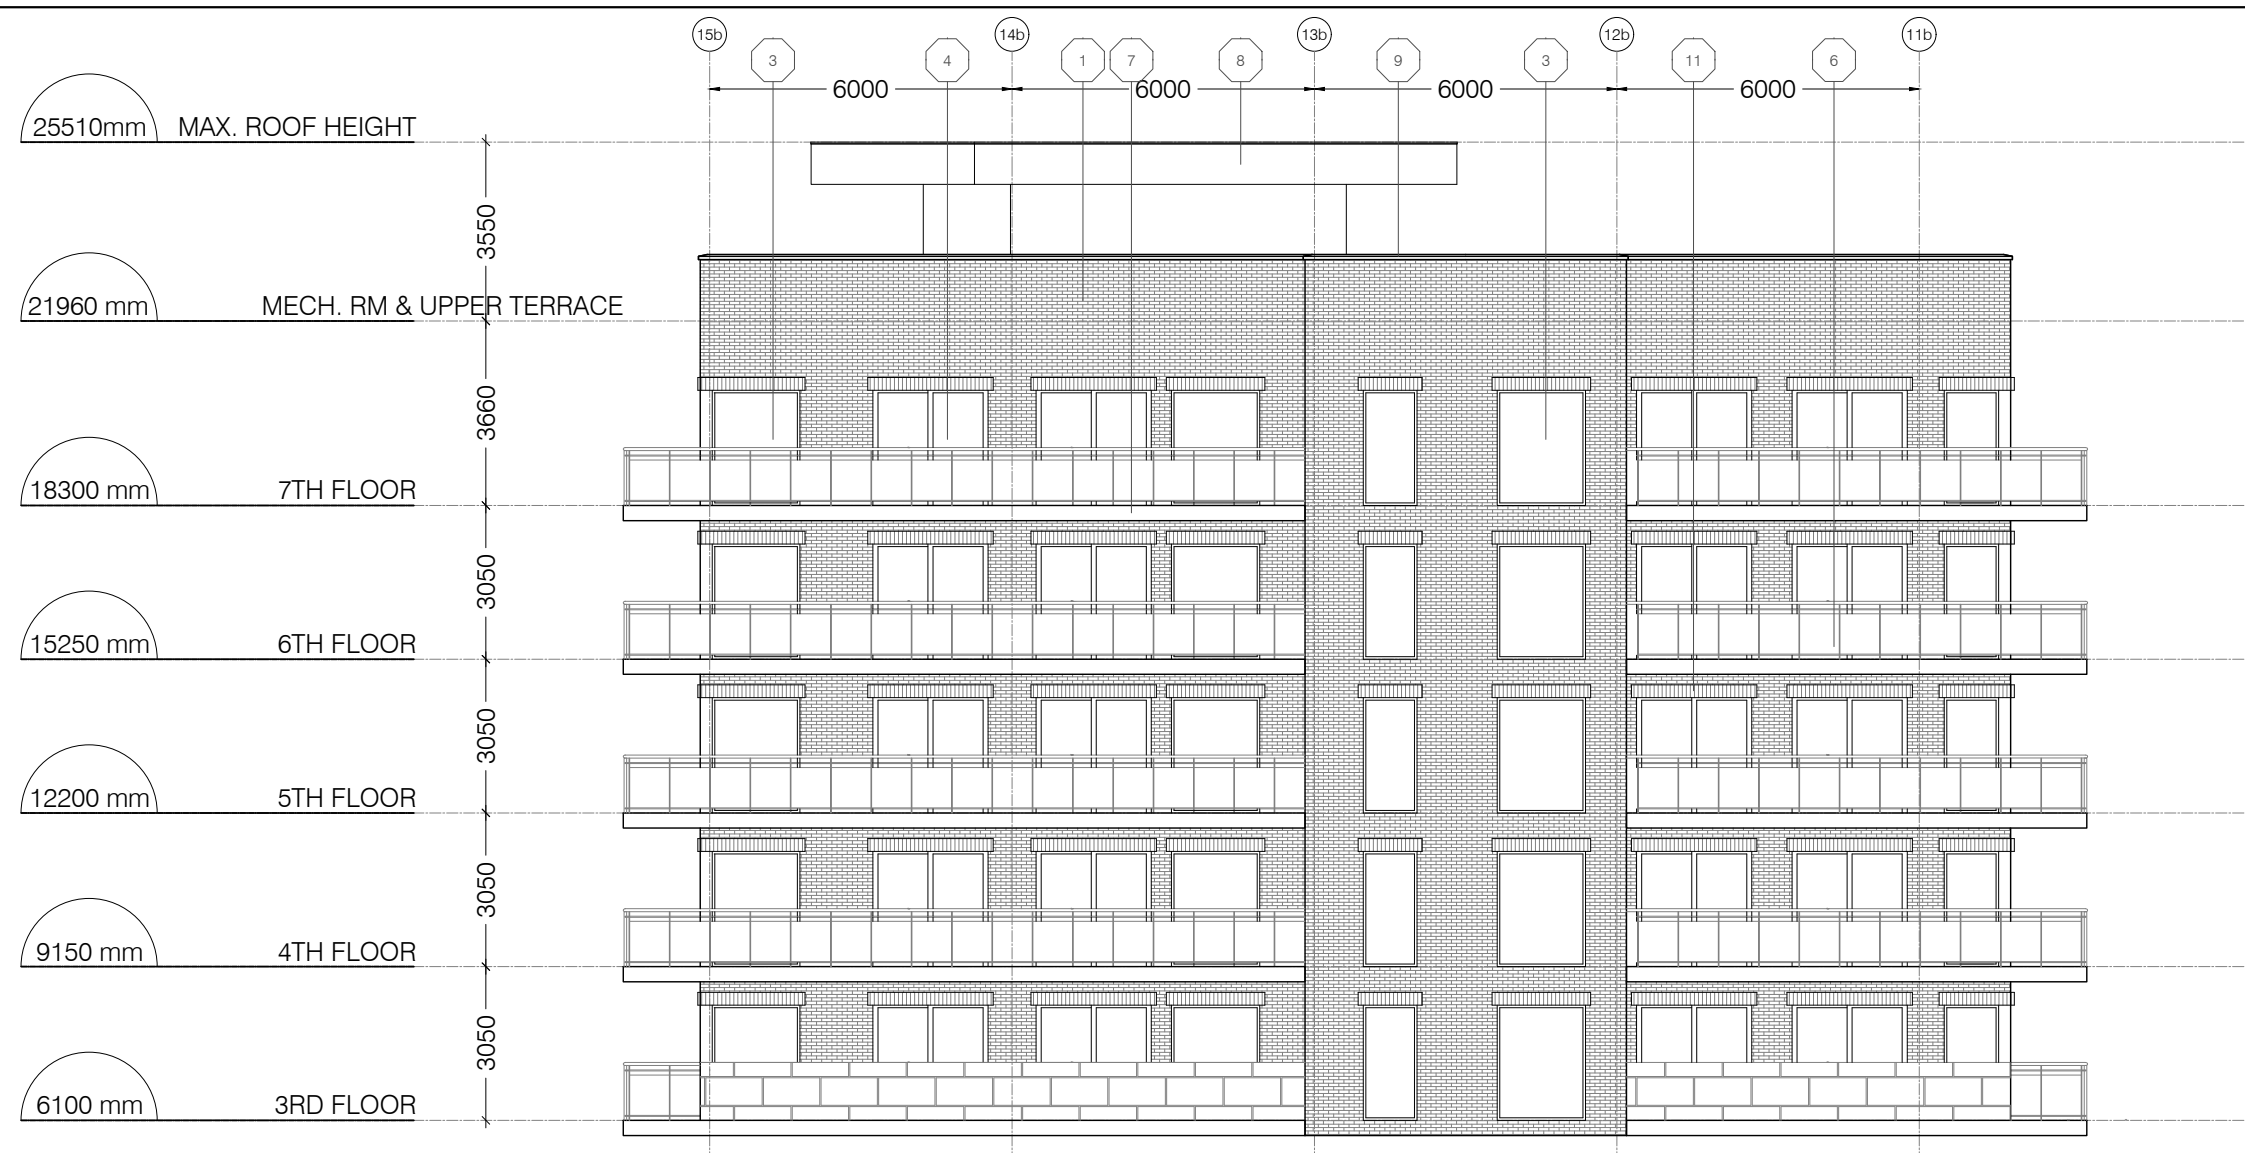 15b 14b 13b 12b 11b
3 4 1 7 8 9 3 11 6
6000 6000 6000 6000
25510mm MAX. ROOF HEIGHT
3550
21960 mm MECH. RM & UPPER TERRACE
3660
18300 mm 7TH FLOOR
3050
15250 mm 6TH FLOOR
3050
12200 mm 5TH FLOOR
3050
9150 mm 4TH FLOOR
3050
6100 mm 3RD FLOOR